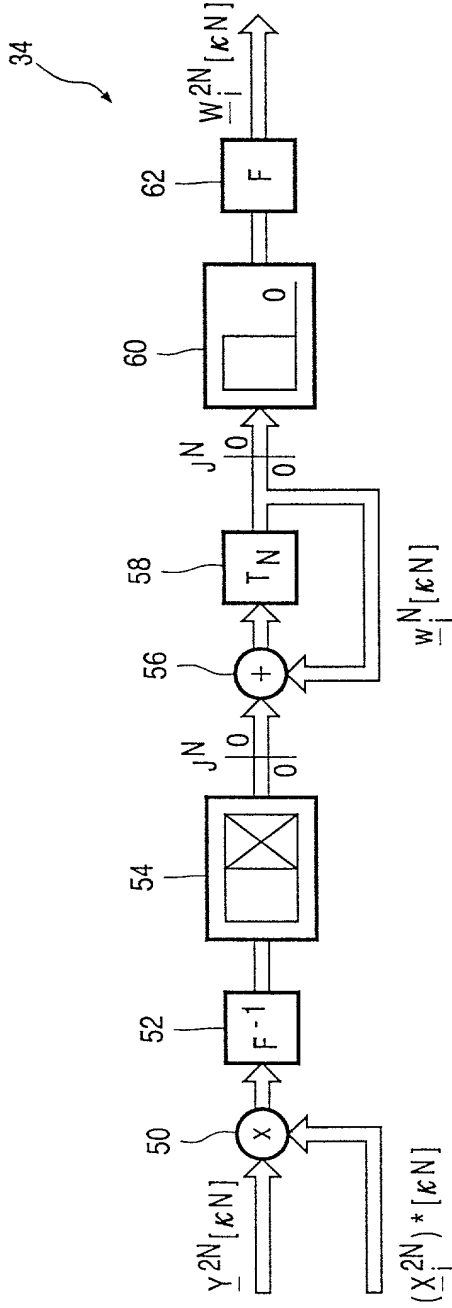 34
Y^2N[κN]
(X_i^2N)*[κN]
50
X
52
F^-1
54
J^N
0
0
56
+
58
T_N
w_i^N[κN]
J^N
0
0
60
0
62
F
W_i^2N[κN]